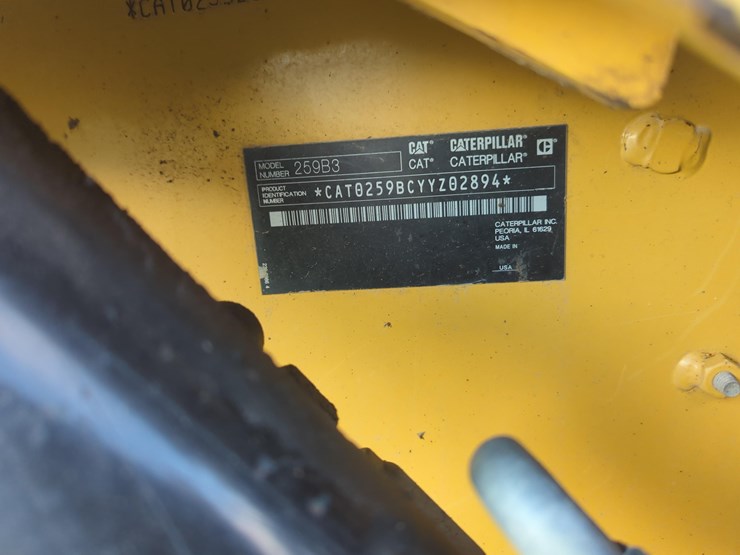 CAT® CATERPILLAR®
MODEL NUMBER 259B3
CAT® CATERPILLAR®
PRODUCT IDENTIFICATION NUMBER *CAT0259BCYYZ02894*
CATERPILLAR INC.
PEORIA, IL 61629
USA
MADE IN
USA